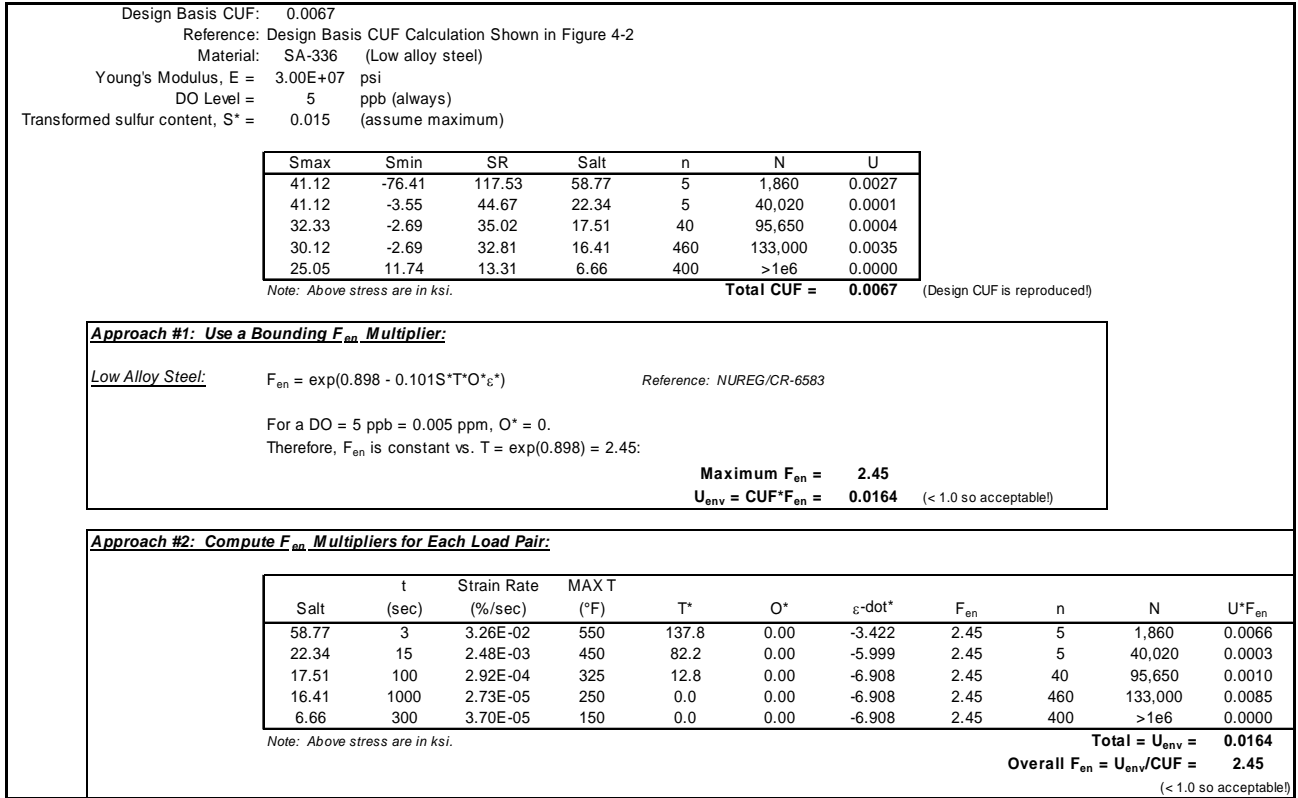 Design Basis CUF: 0.0067
Reference: Design Basis CUF Calculation Shown in Figure 4-2
Material: SA-336 (Low alloy steel)
Young's Modulus, E = 3.00E+07 psi
DO Level = 5 ppb (always)
Transformed sulfur content, S* = 0.015 (assume maximum)
Smax Smin SR Salt n N U
41.12 -76.41 117.53 58.77 5 1,860 0.0027
41.12 -3.55 44.67 22.34 5 40,020 0.0001
32.33 -2.69 35.02 17.51 40 95,650 0.0004
30.12 -2.69 32.81 16.41 460 133,000 0.0035
25.05 11.74 13.31 6.66 400 >1e6 0.0000
Note: Above stress are in ksi. Total CUF = 0.0067 (Design CUF is reproduced!)
Approach #1: Use a Bounding Fen Multiplier:
Low Alloy Steel: Fen = exp(0.898 - 0.101S*T*O*ε*) Reference: NUREG/CR-6583
For a DO = 5 ppb = 0.005 ppm, O* = 0.
Therefore, Fen is constant vs. T = exp(0.898) = 2.45:
Maximum Fen = 2.45
Uenv = CUF*Fen = 0.0164 (< 1.0 so acceptable!)
Approach #2: Compute Fen Multipliers for Each Load Pair:
t Strain Rate MAX T
Salt (sec) (%/sec) (°F) T* O* ε-dot* Fen n N U*Fen
58.77 3 3.26E-02 550 137.8 0.00 -3.422 2.45 5 1,860 0.0066
22.34 15 2.48E-03 450 82.2 0.00 -5.999 2.45 5 40,020 0.0003
17.51 100 2.92E-04 325 12.8 0.00 -6.908 2.45 40 95,650 0.0010
16.41 1000 2.73E-05 250 0.0 0.00 -6.908 2.45 460 133,000 0.0085
6.66 300 3.70E-05 150 0.0 0.00 -6.908 2.45 400 >1e6 0.0000
Note: Above stress are in ksi. Total = Uenv = 0.0164
Overall Fen = Uenv/CUF = 2.45
(< 1.0 so acceptable!)